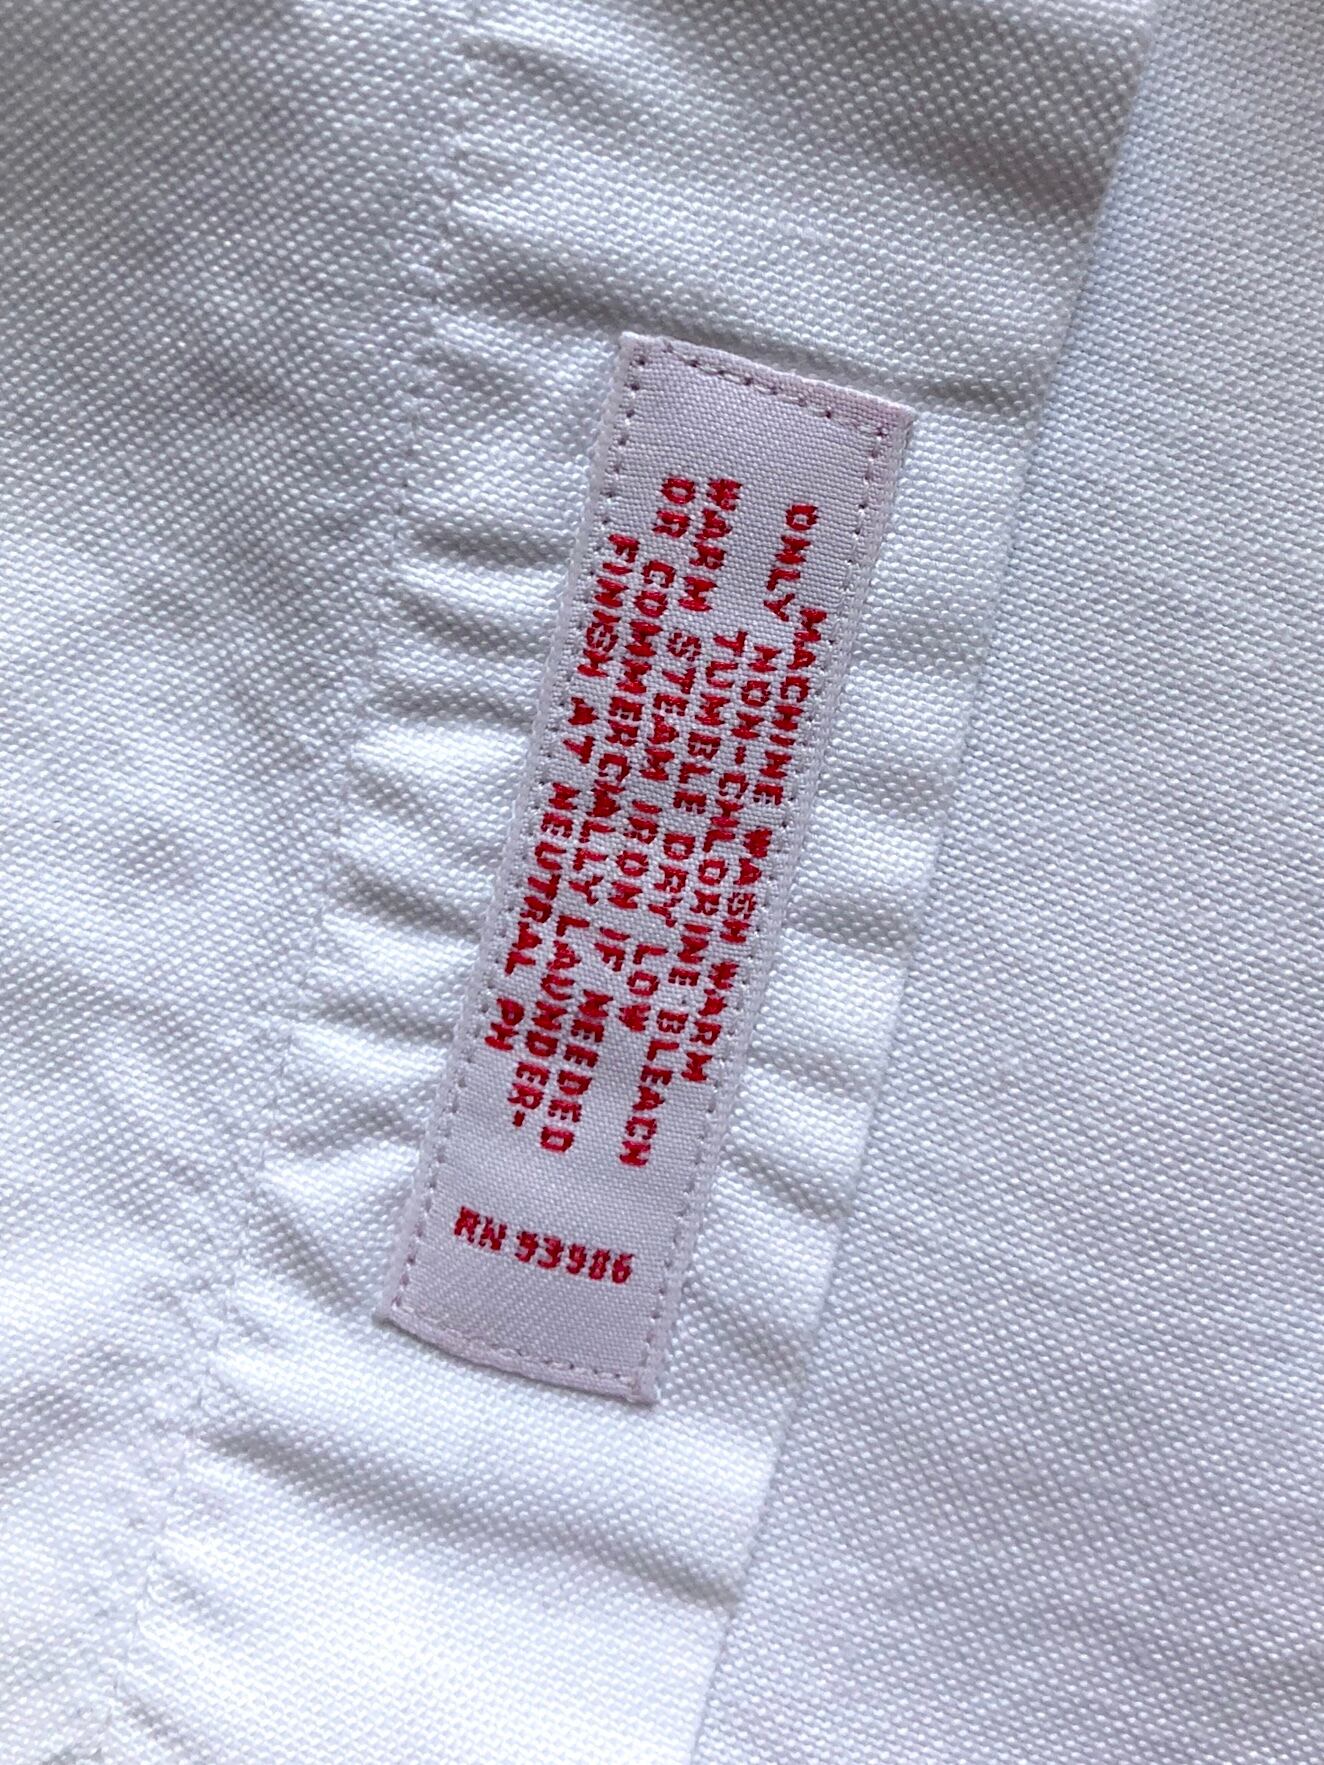 MACHINE WASH WARM
ONLY NON-CHLORINE BLEACH
TUMBLE DRY LOW
WARM STEAM IRON IF NEEDED
OR COMMERCIALLY LAUNDER-
FINISH AT NEUTRAL PH
RN